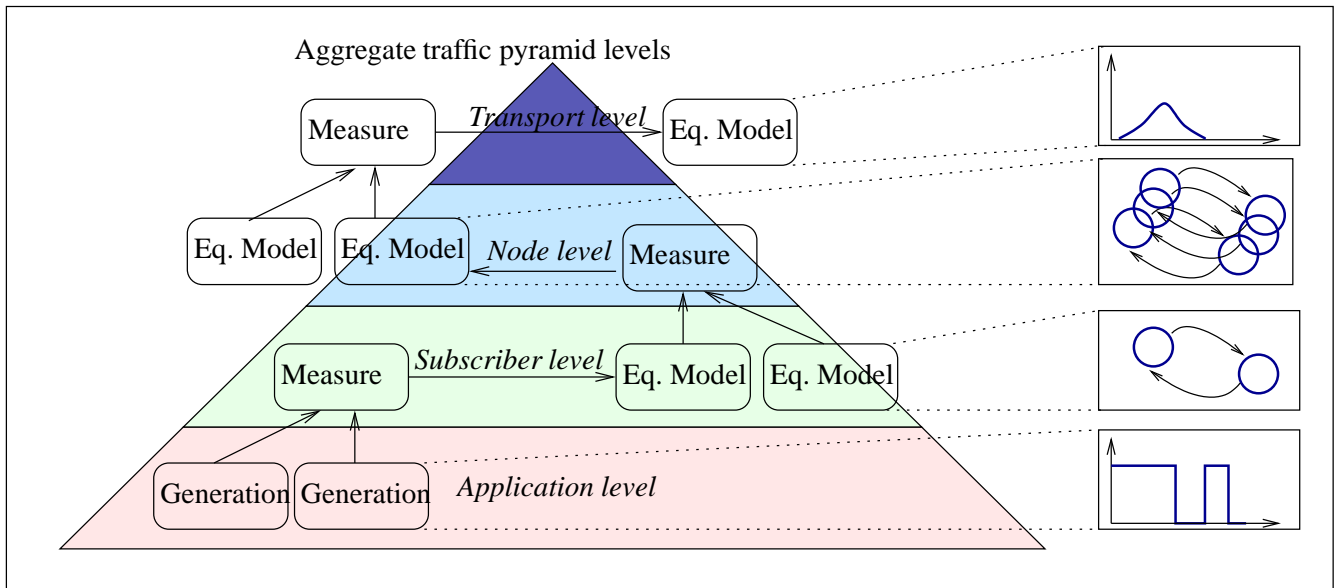 Aggregate traffic pyramid levels
Transport level
Measure
Eq. Model
Eq. Model
Eq. Model
Node level
Measure
Measure
Subscriber level
Eq. Model
Eq. Model
Generation
Generation
Application level